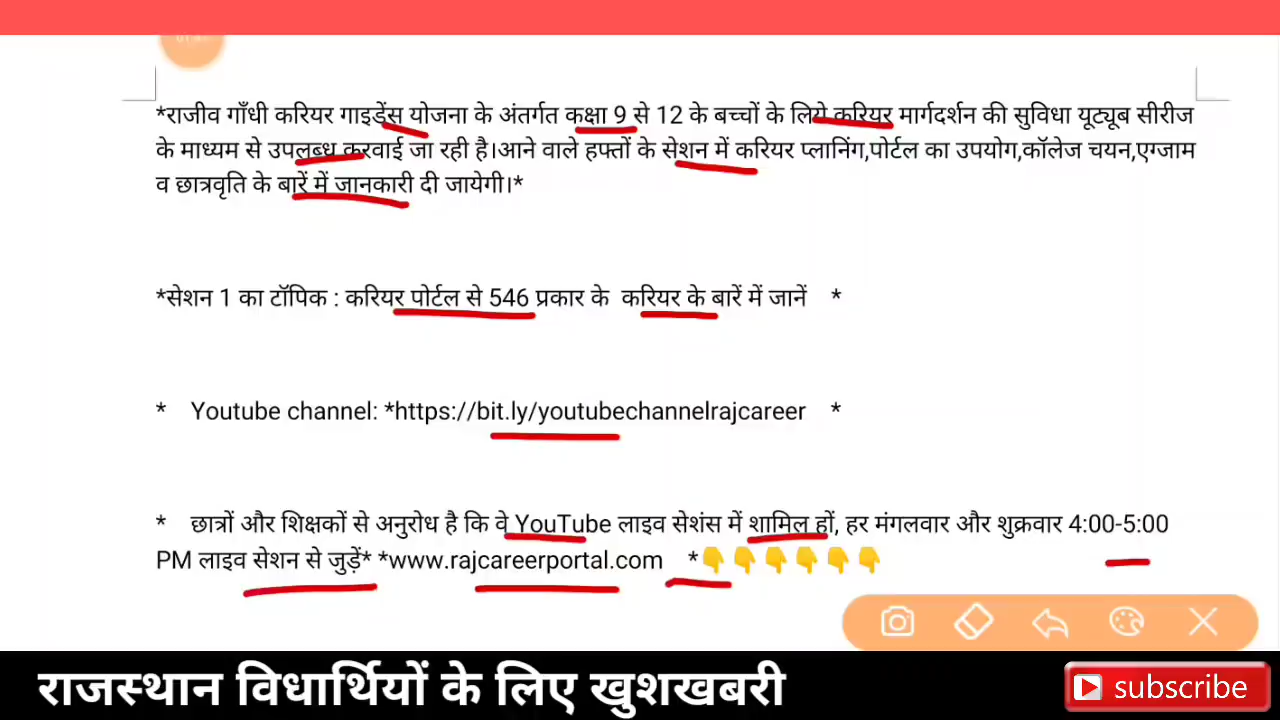 *राजीव गाँधी करियर गाइडेंस योजना के अंतर्गत कक्षा 9 से 12 के बच्चों के लिये करियर मार्गदर्शन की सुविधा यूट्यूब सीरीज
के माध्यम से उपलब्ध करवाई जा रही है।आने वाले हफ्तों के सेशन में करियर प्लानिंग,पोर्टल का उपयोग,कॉलेज चयन,एग्जाम
व छात्रवृति के बारें में जानकारी दी जायेगी।*
*सेशन 1 का टॉपिक : करियर पोर्टल से 546 प्रकार के करियर के बारें में जानें *
* Youtube channel: *https://bit.ly/youtubechannelrajcareer *
* छात्रों और शिक्षकों से अनुरोध है कि वे YouTube लाइव सेशंस में शामिल हों, हर मंगलवार और शुक्रवार 4:00-5:00
PM लाइव सेशन से जुड़ें* *www.rajcareerportal.com *👇👇👇👇👇👇
राजस्थान विधार्थियों के लिए खुशखबरी
subscribe